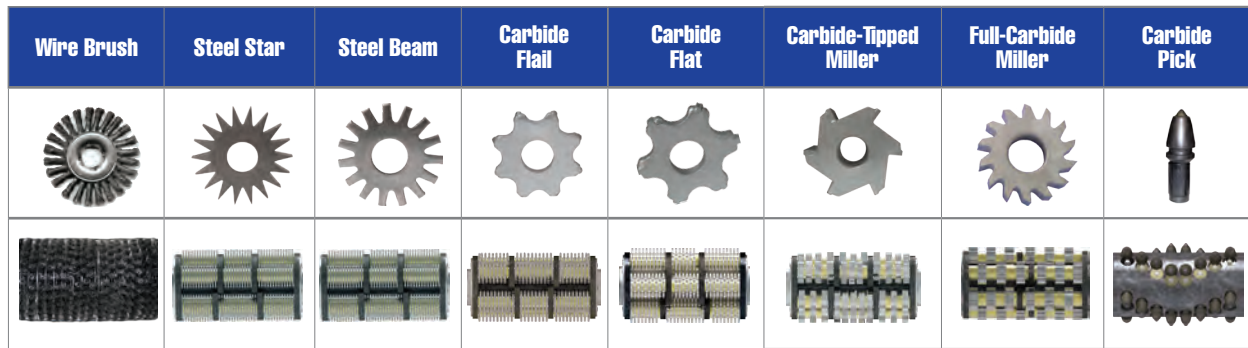 Wire Brush
Steel Star
Steel Beam
Carbide
Flail
Carbide
Flat
Carbide-Tipped
Miller
Full-Carbide
Miller
Carbide
Pick